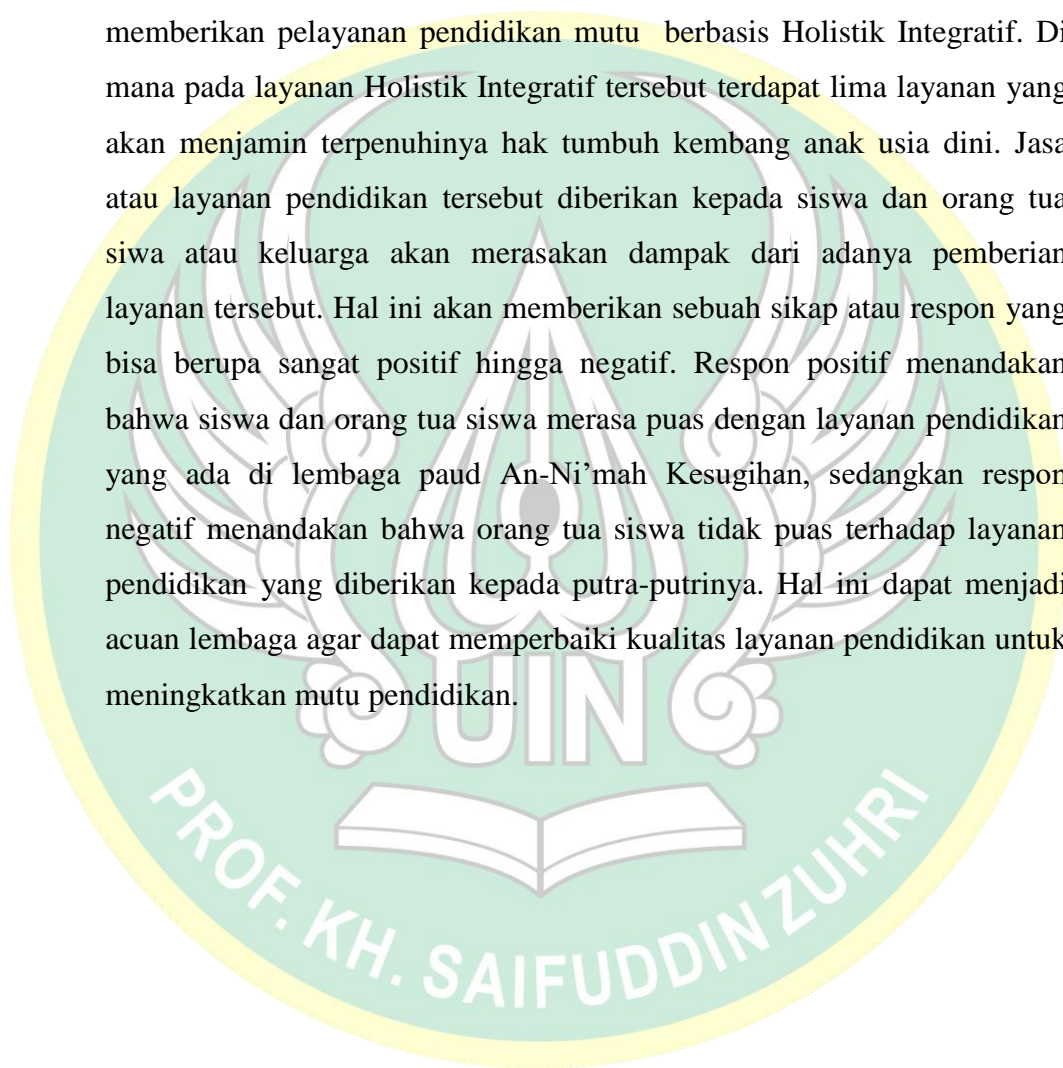 memberikan pelayanan pendidikan mutu  berbasis Holistik Integratif. Di
mana pada layanan Holistik Integratif tersebut terdapat lima layanan yang
akan menjamin terpenuhinya hak tumbuh kembang anak usia dini. Jasa
atau layanan pendidikan tersebut diberikan kepada siswa dan orang tua
siwa atau keluarga akan merasakan dampak dari adanya pemberian
layanan tersebut. Hal ini akan memberikan sebuah sikap atau respon yang
bisa berupa sangat positif hingga negatif. Respon positif menandakan
bahwa siswa dan orang tua siswa merasa puas dengan layanan pendidikan
yang ada di lembaga paud An-Ni’mah Kesugihan, sedangkan respon
negatif menandakan bahwa orang tua siswa tidak puas terhadap layanan
pendidikan yang diberikan kepada putra-putrinya. Hal ini dapat menjadi
acuan lembaga agar dapat memperbaiki kualitas layanan pendidikan untuk
meningkatkan mutu pendidikan.
UIN
PROF. KH. SAIFUDDIN ZUHRI